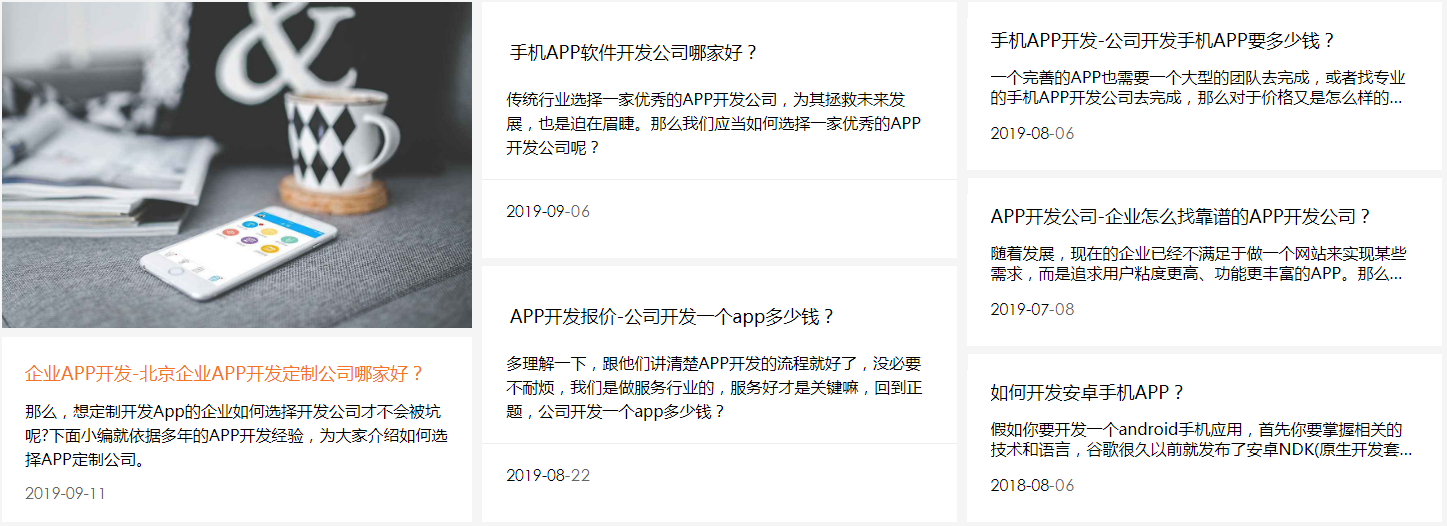 企业APP开发-北京企业APP开发定制公司哪家好？
那么，想定制开发App的企业如何选择开发公司才不会被坑
呢?下面小编就依据多年的APP开发经验，为大家介绍如何选
择APP定制公司。
2019-09-11
手机APP软件开发公司哪家好？
传统行业选择一家优秀的APP开发公司，为其拯救未来发
展，也是迫在眉睫。那么我们应当如何选择一家优秀的APP
开发公司呢？
2019-09-06
APP开发报价-公司开发一个app多少钱？
多理解一下，跟他们讲清楚APP开发的流程就好了，没必要
不耐烦，我们是做服务行业的，服务好才是关键嘛，回到正
题，公司开发一个app多少钱？
2019-08-22
手机APP开发-公司开发手机APP要多少钱？
一个完善的APP也需要一个大型的团队去完成，或者找专业
的手机APP开发公司去完成，那么对于价格又是怎么样的...
2019-08-06
APP开发公司-企业怎么找靠谱的APP开发公司？
随着发展，现在的企业已经不满足于做一个网站来实现某些
需求，而是追求用户粘度更高、功能更丰富的APP。那么...
2019-07-08
如何开发安卓手机APP？
假如你要开发一个android手机应用，首先你要掌握相关的
技术和语言，谷歌很久以前就发布了安卓NDK(原生开发套...
2018-08-06